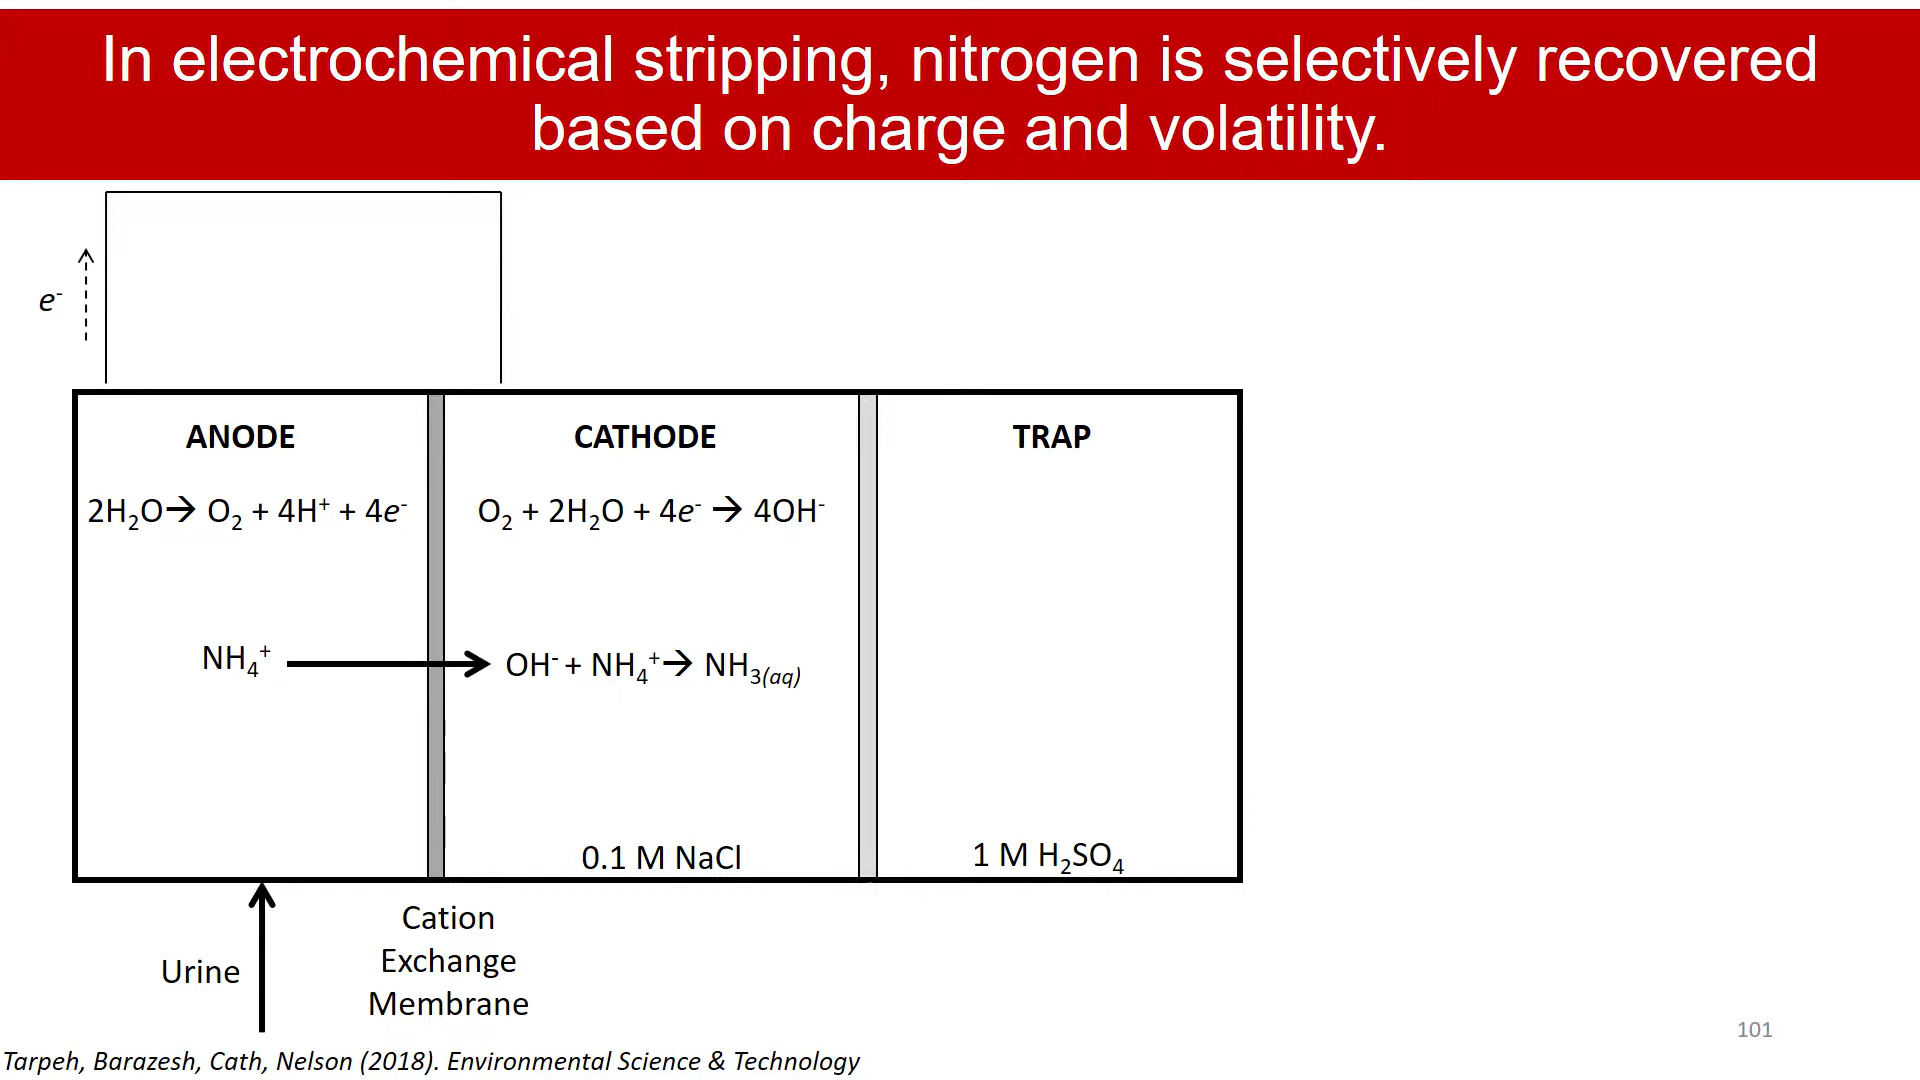 In electrochemical stripping, nitrogen is selectively recovered
based on charge and volatility.
e⁻
ANODE
CATHODE
TRAP
2H₂O→ O₂ + 4H⁺ + 4e⁻
O₂ + 2H₂O + 4e⁻ → 4OH⁻
NH₄⁺
OH⁻ + NH₄⁺→ NH₃(aq)
0.1 M NaCl
1 M H₂SO₄
Urine
Cation
Exchange
Membrane
101
Tarpeh, Barazesh, Cath, Nelson (2018). Environmental Science & Technology